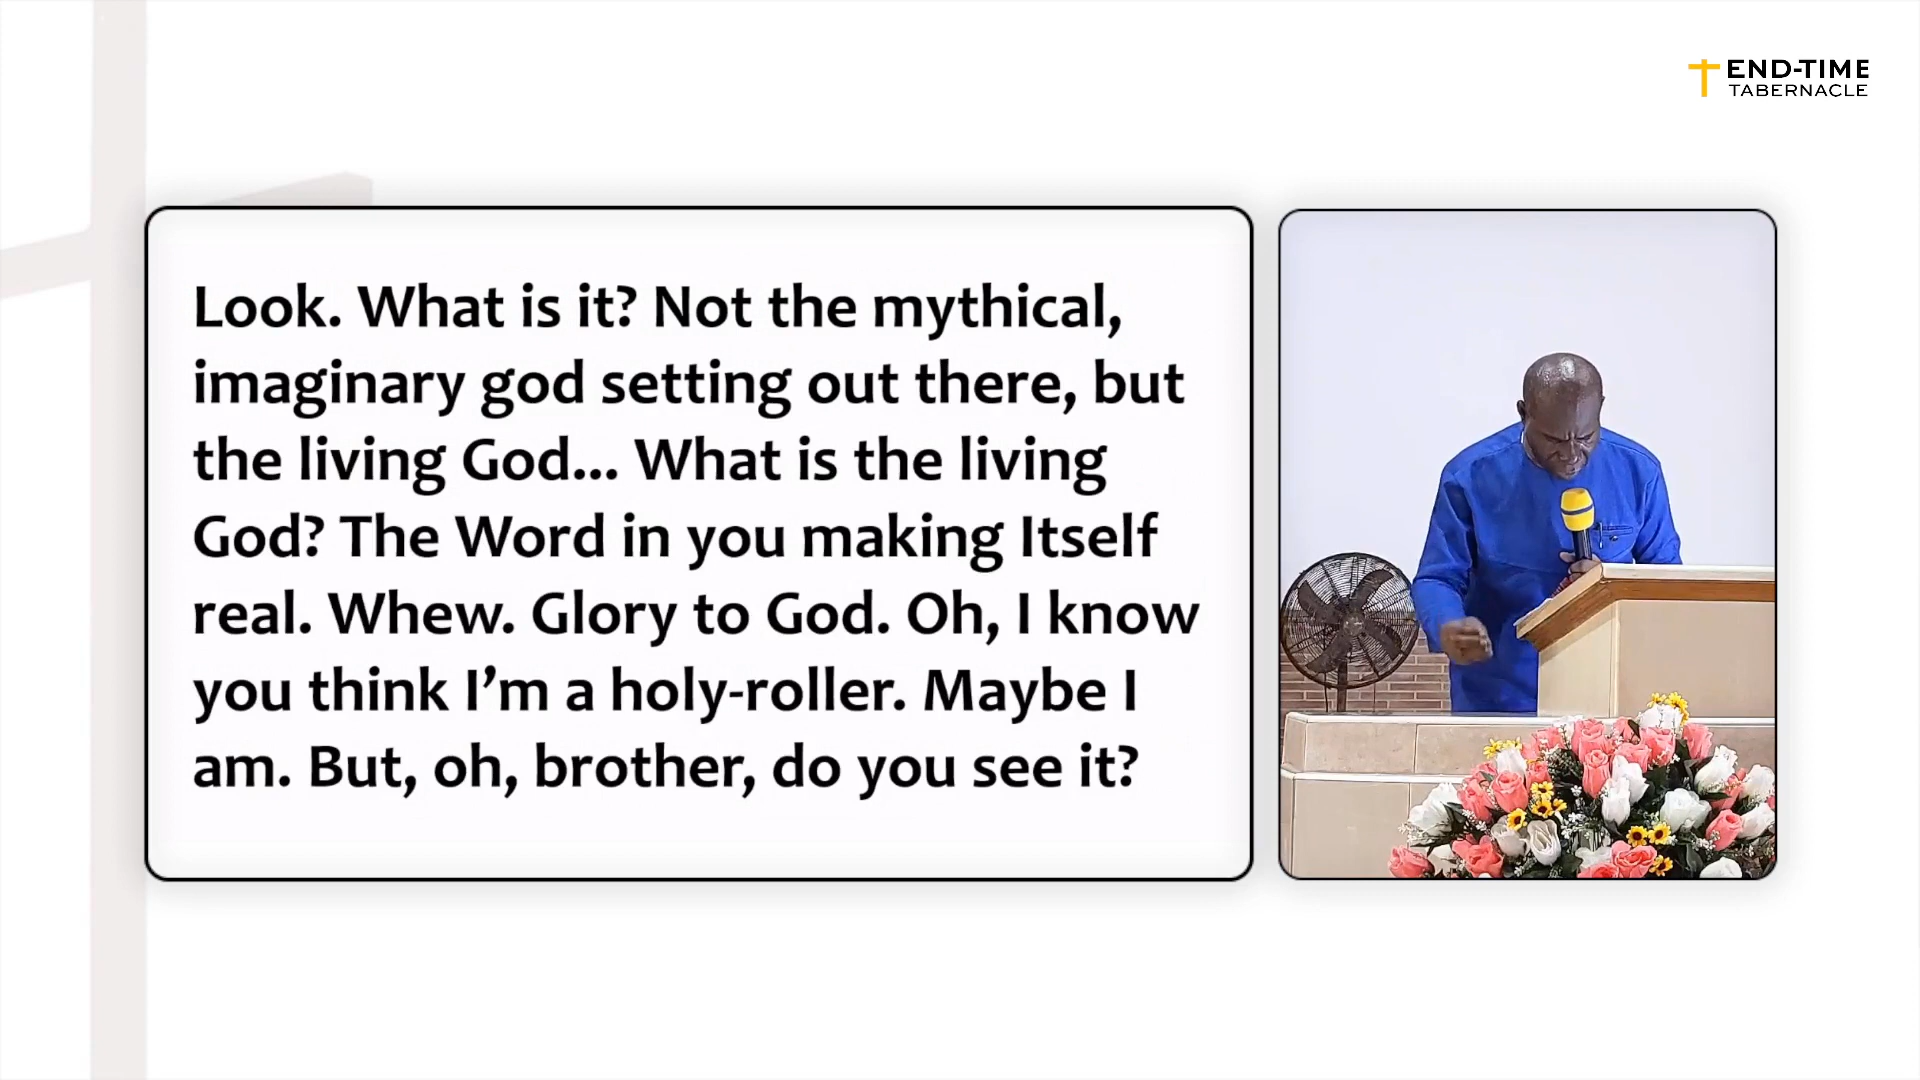 END-TIME
TABERNACLE
Look. What is it? Not the mythical,
imaginary god setting out there, but
the living God... What is the living
God? The Word in you making Itself
real. Whew. Glory to God. Oh, I know
you think I’m a holy-roller. Maybe I
am. But, oh, brother, do you see it?